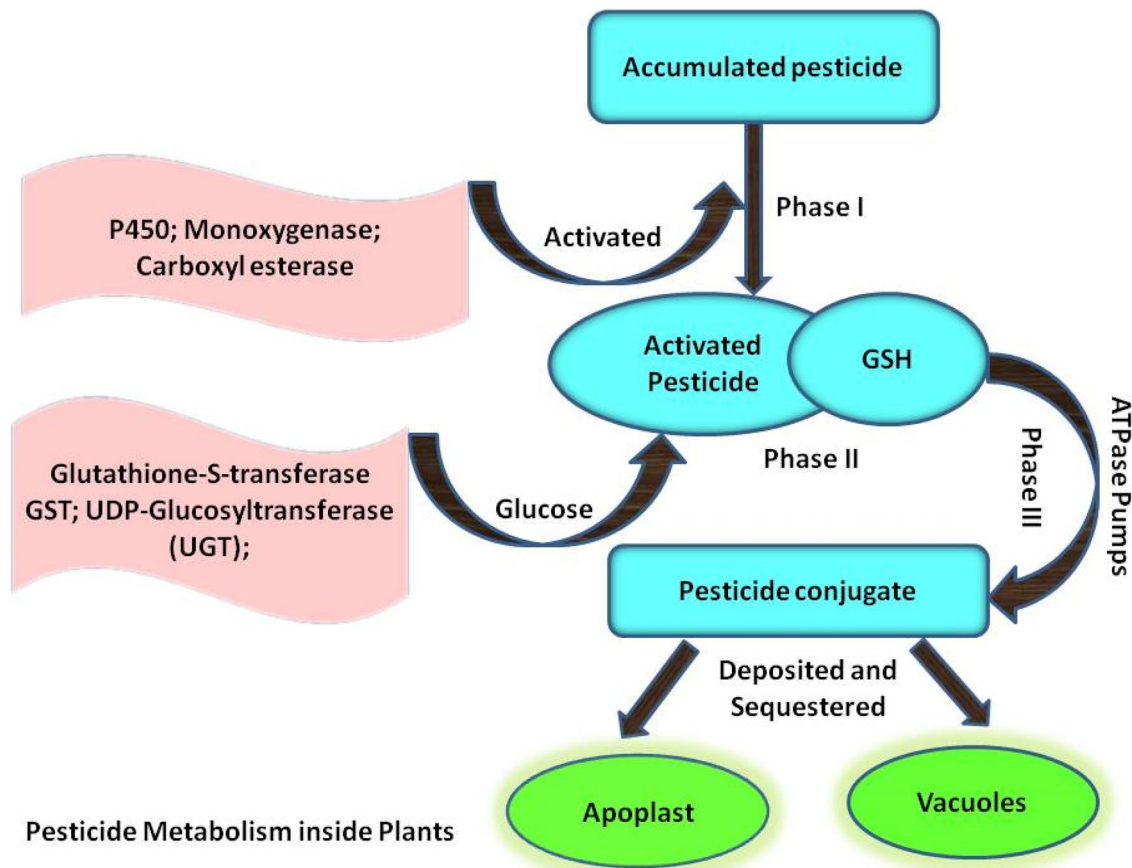 Accumulated pesticide
Phase I
P450; Monoxygenase;
Carboxyl esterase
Activated
Activated
Pesticide
GSH
Phase II
Glutathione-S-transferase
GST; UDP-Glucosyltransferase
(UGT);
Glucose
ATPase Pumps
Phase III
Pesticide conjugate
Deposited and
Sequestered
Apoplast
Vacuoles
Pesticide Metabolism inside Plants